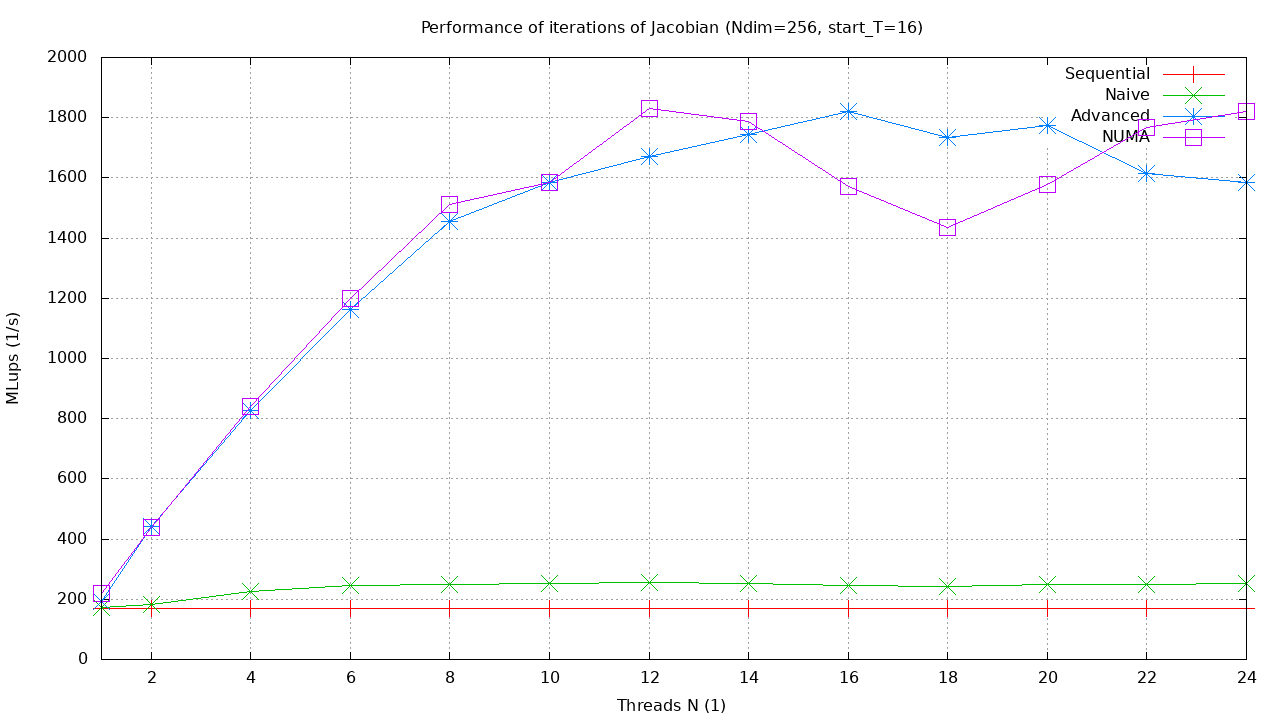 Performance of iterations of Jacobian (Ndim=256, start_T=16)
2000
1800
1600
1400
1200
1000
800
600
400
200
0
MLups (1/s)
Sequential
Naive
Advanced
NUMA
2 4 6 8 10 12 14 16 18 20 22 24
Threads N (1)